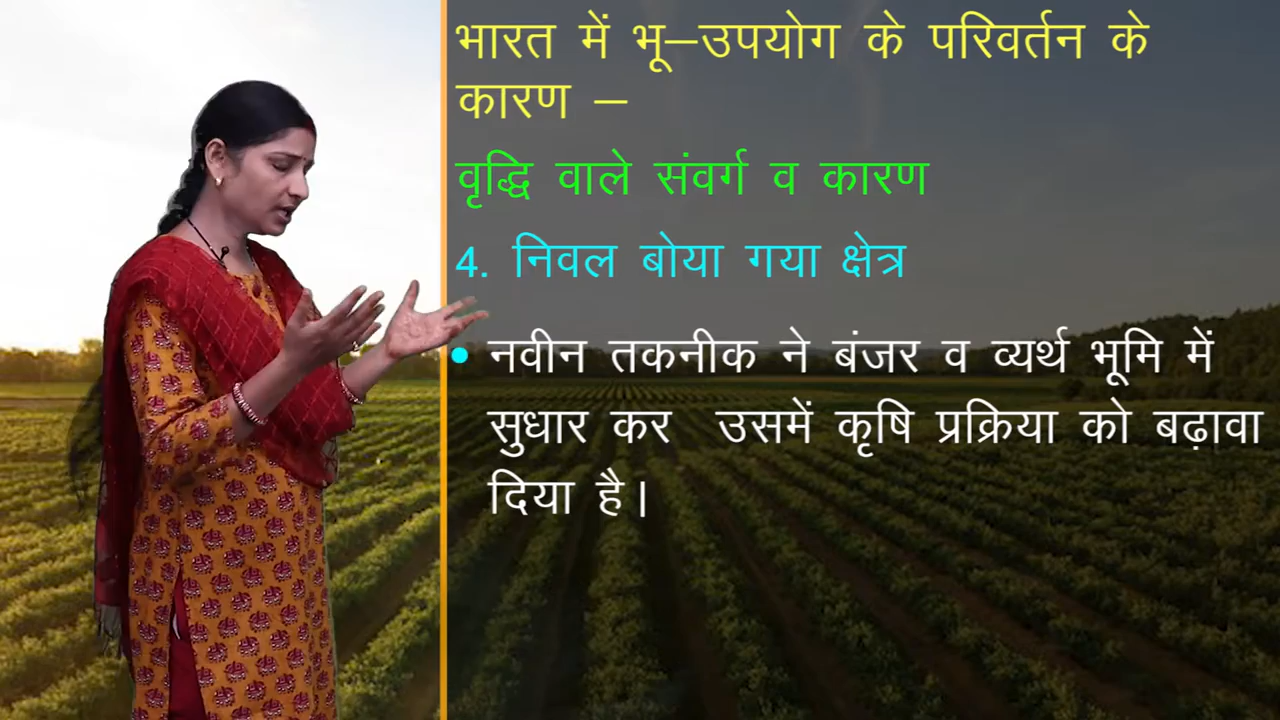 भारत में भू–उपयोग के परिवर्तन के
कारण –
वृद्धि वाले संवर्ग व कारण
4. निवल बोया गया क्षेत्र
• नवीन तकनीक ने बंजर व व्यर्थ भूमि में
सुधार कर उसमें कृषि प्रक्रिया को बढ़ावा
दिया है।